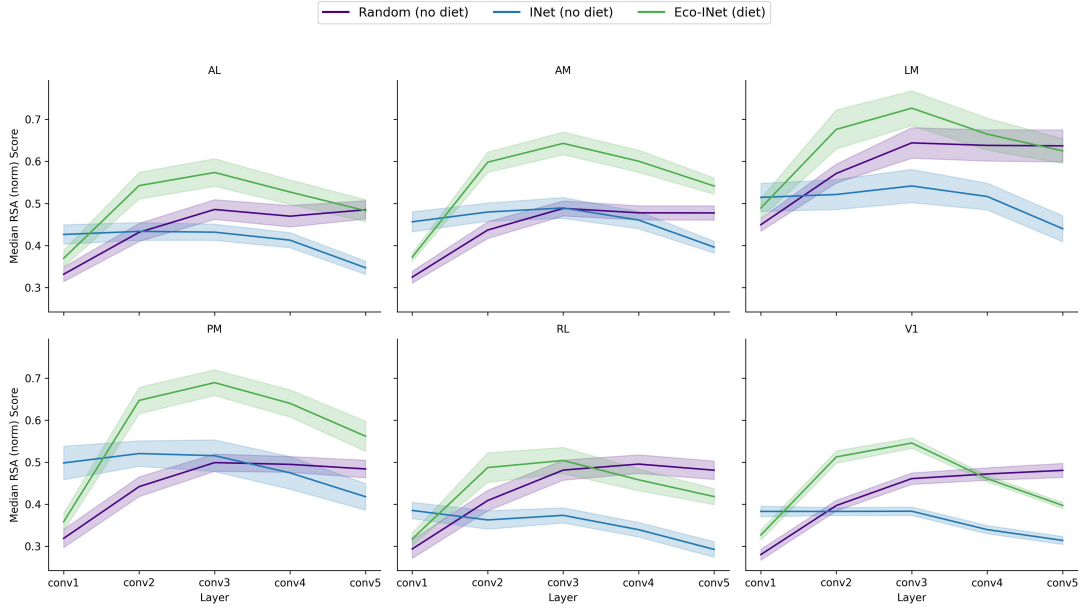 Random (no diet) INet (no diet) Eco-INet (diet)
AL AM LM
0.7
0.6
0.5
0.4
0.3
Median RSA (norm) Score
PM RL V1
0.7
0.6
0.5
0.4
0.3
Median RSA (norm) Score
conv1 conv2 conv3 conv4 conv5 conv1 conv2 conv3 conv4 conv5 conv1 conv2 conv3 conv4 conv5
Layer Layer Layer